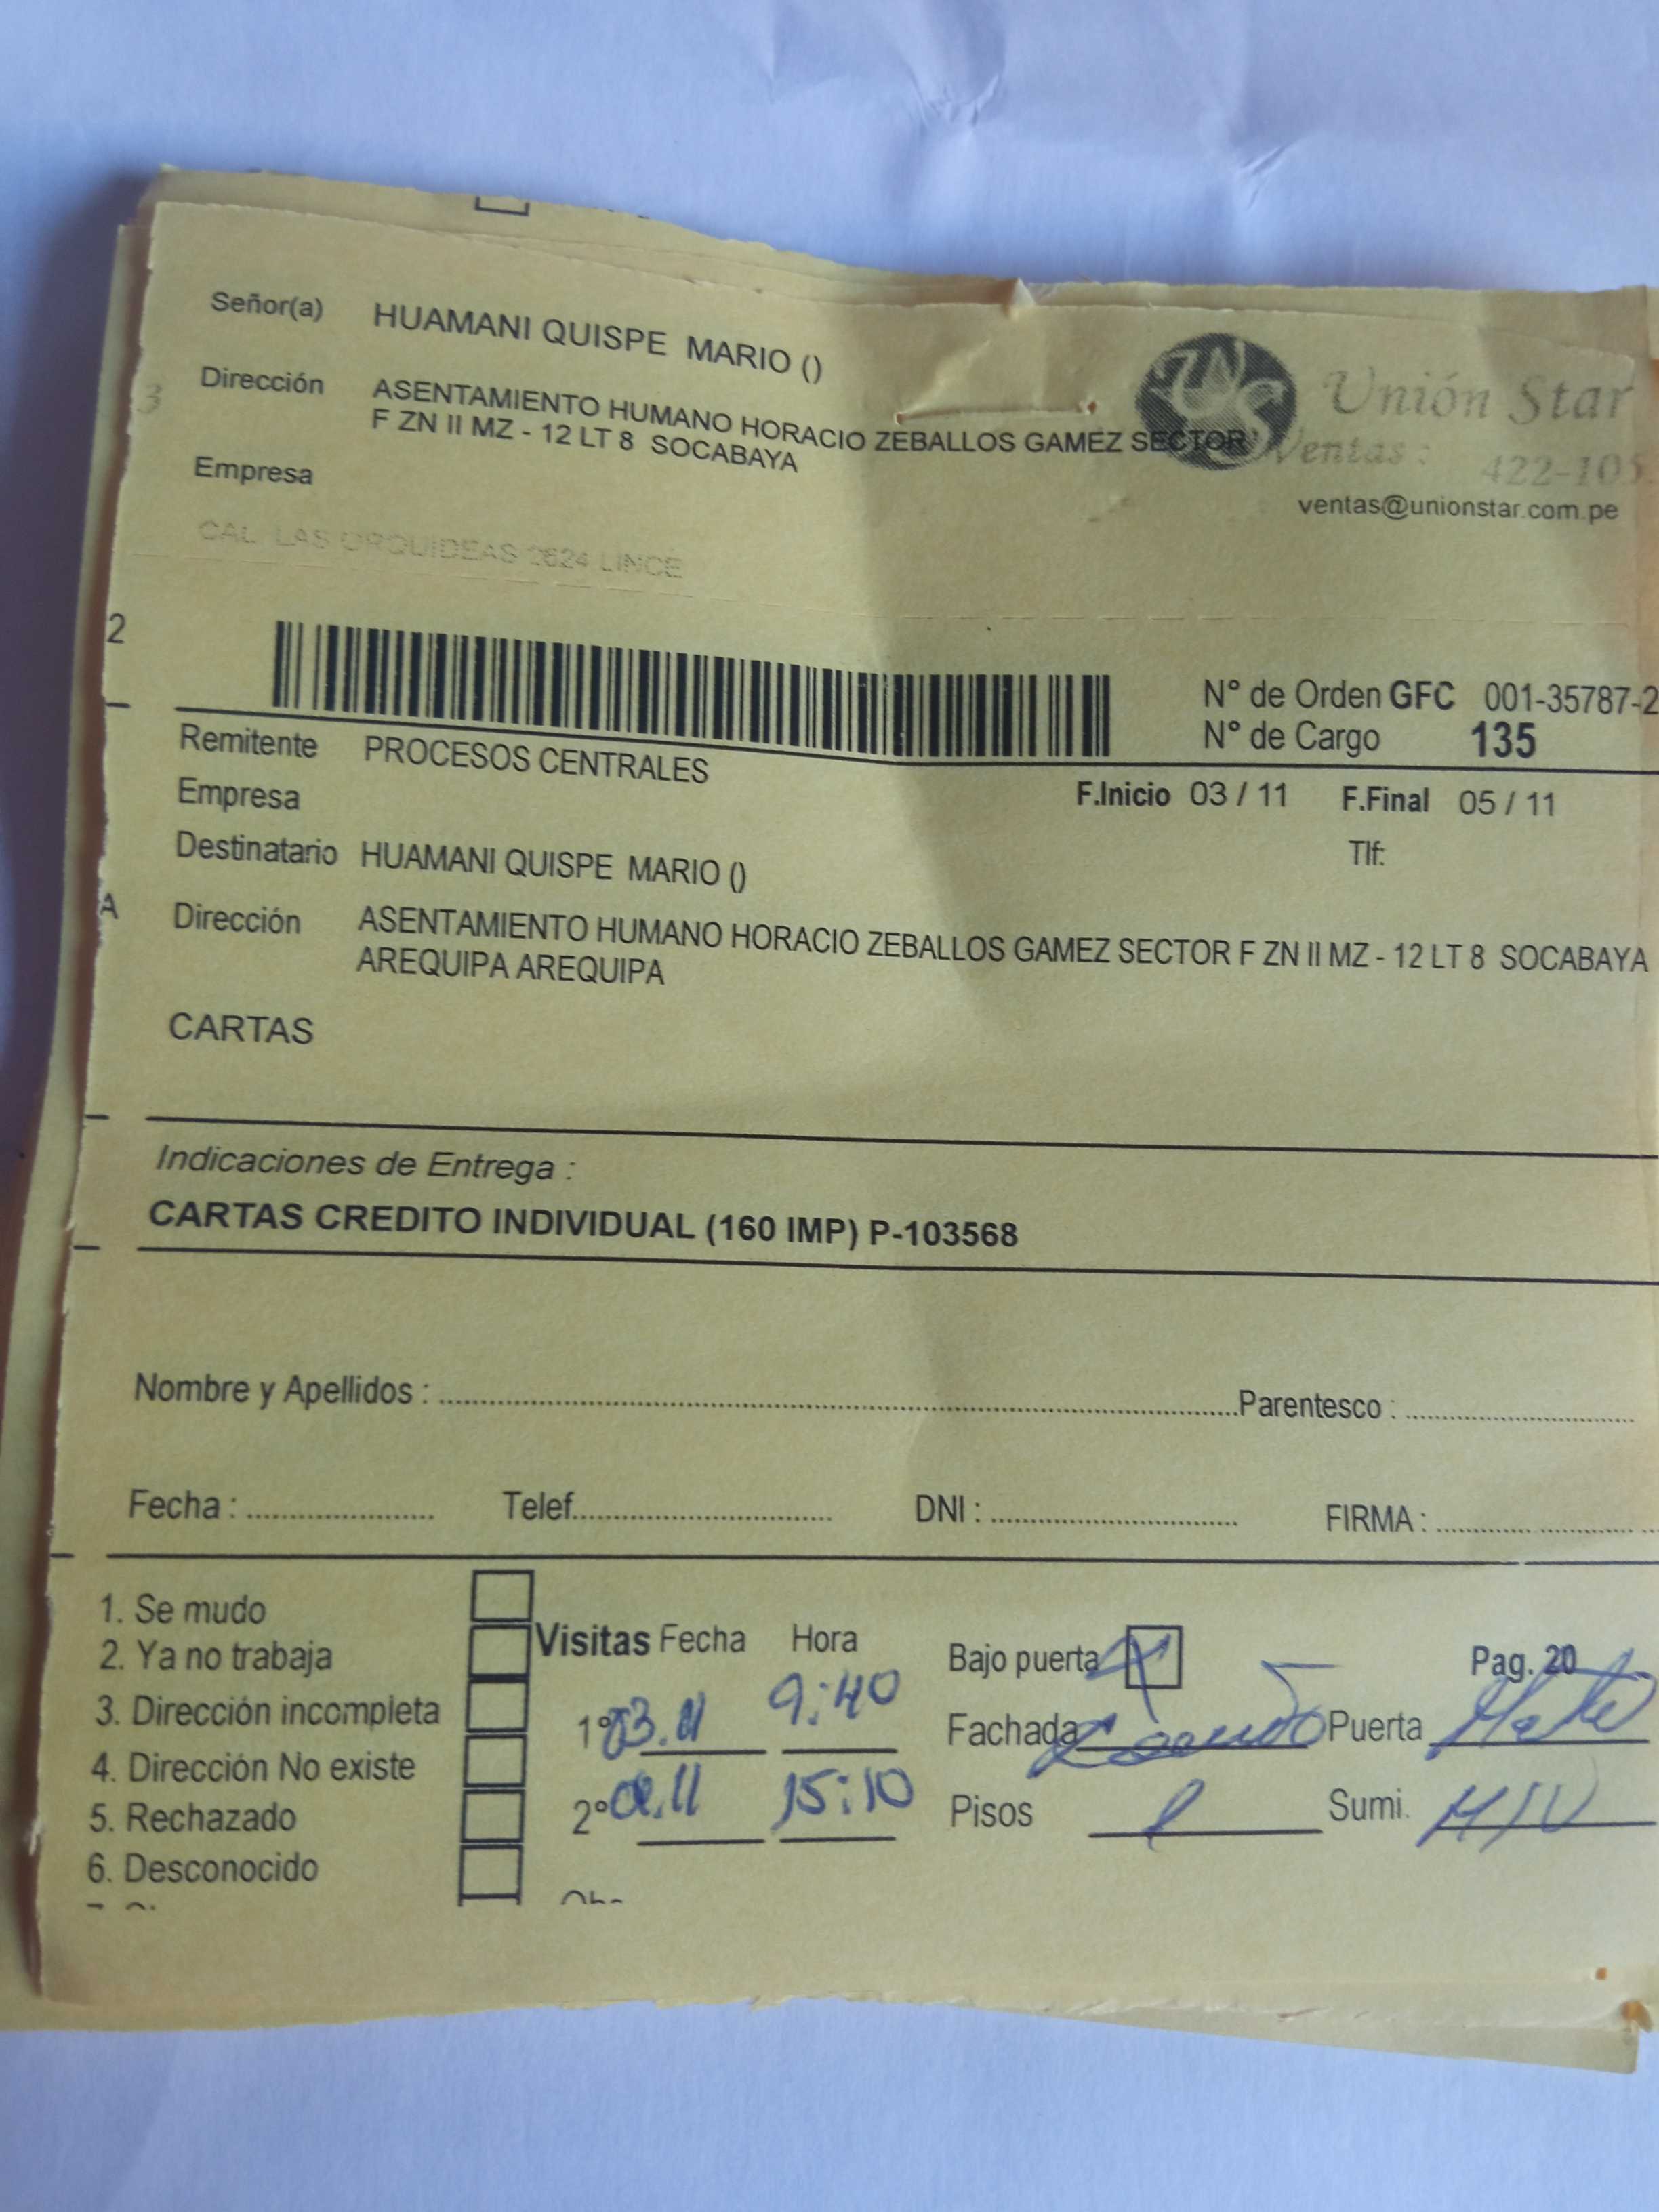 Señor(a) HUAMANI QUISPE MARIO ()
Dirección ASENTAMIENTO HUMANO HORACIO ZEBALLOS GAMEZ SECTOR
F ZN II MZ - 12 LT 8 SOCABAYA
Empresa
Unión Star
Ventas : 422-105
ventas@unionstar.com.pe
3
CAL LAS ORQUIDEAS 2624 LINCE
2
Nº de Orden GFC 001-35787-2
Nº de Cargo 135
Remitente PROCESOS CENTRALES
Empresa
F.Inicio 03 / 11 F.Final 05 / 11
Destinatario HUAMANI QUISPE MARIO ()
Tlf:
A
Dirección ASENTAMIENTO HUMANO HORACIO ZEBALLOS GAMEZ SECTOR F ZN II MZ - 12 LT 8 SOCABAYA
AREQUIPA AREQUIPA
CARTAS
Indicaciones de Entrega :
CARTAS CREDITO INDIVIDUAL (160 IMP) P-103568
Nombre y Apellidos : Parentesco :
Fecha : Telef. DNI : FIRMA :
1. Se mudo
2. Ya no trabaja
3. Dirección incompleta
4. Dirección No existe
5. Rechazado
6. Desconocido
Visitas Fecha Hora
1º 03.11 9:40
2º 15:10
Bajo puerta Pag. 20
Fachada Puerta
Pisos Sumi.